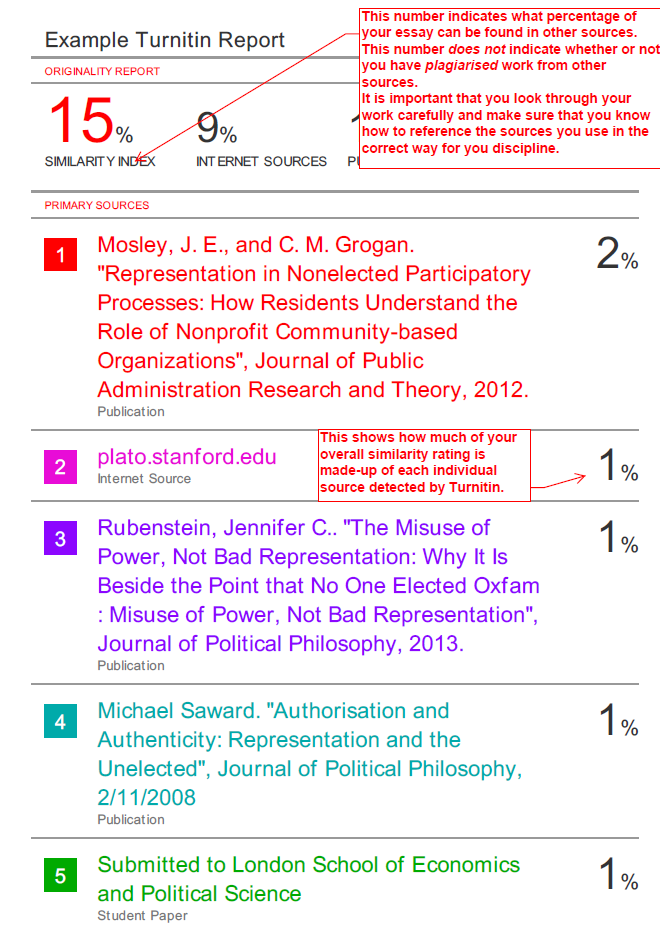 This number indicates what percentage of
your essay can be found in other sources.
This number does not indicate whether or not
you have plagiarised work from other
sources.
It is important that you look through your
work carefully and make sure that you know
how to reference the sources you use in the
correct way for you discipline.
Example Turnitin Report
ORIGINALITY REPORT
15%
SIMILARITY INDEX
9%
INTERNET SOURCES
PRIMARY SOURCES
1
Mosley, J. E., and C. M. Grogan.
"Representation in Nonelected Participatory
Processes: How Residents Understand the
Role of Nonprofit Community-based
Organizations", Journal of Public
Administration Research and Theory, 2012.
Publication
2%
2
plato.stanford.edu
Internet Source
This shows how much of your
overall similarity rating is
made-up of each individual
source detected by Turnitin.
1%
3
Rubenstein, Jennifer C.. "The Misuse of
Power, Not Bad Representation: Why It Is
Beside the Point that No One Elected Oxfam
: Misuse of Power, Not Bad Representation",
Journal of Political Philosophy, 2013.
Publication
1%
4
Michael Saward. "Authorisation and
Authenticity: Representation and the
Unelected", Journal of Political Philosophy,
2/11/2008
Publication
1%
5
Submitted to London School of Economics
and Political Science
Student Paper
1%